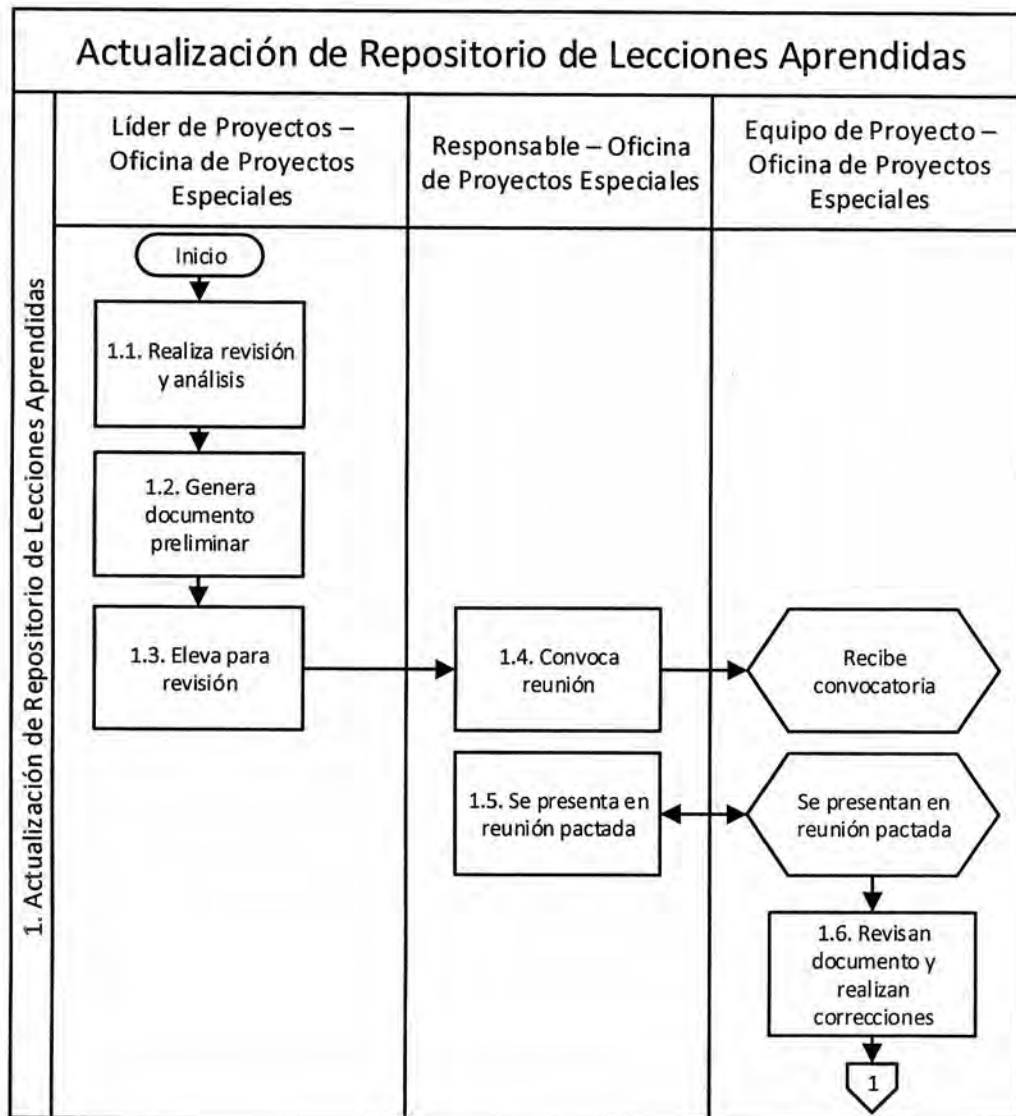 Actualización de Repositorio de Lecciones Aprendidas
1. Actualización de Repositorio de Lecciones Aprendidas
Líder de Proyectos –
Oficina de Proyectos
Especiales
Responsable – Oficina
de Proyectos Especiales
Equipo de Proyecto –
Oficina de Proyectos
Especiales
Inicio
1.1. Realiza revisión
y análisis
1.2. Genera
documento
preliminar
1.3. Eleva para
revisión
1.4. Convoca
reunión
Recibe
convocatoria
1.5. Se presenta en
reunión pactada
Se presentan en
reunión pactada
1.6. Revisan
documento y
realizan
correcciones
1